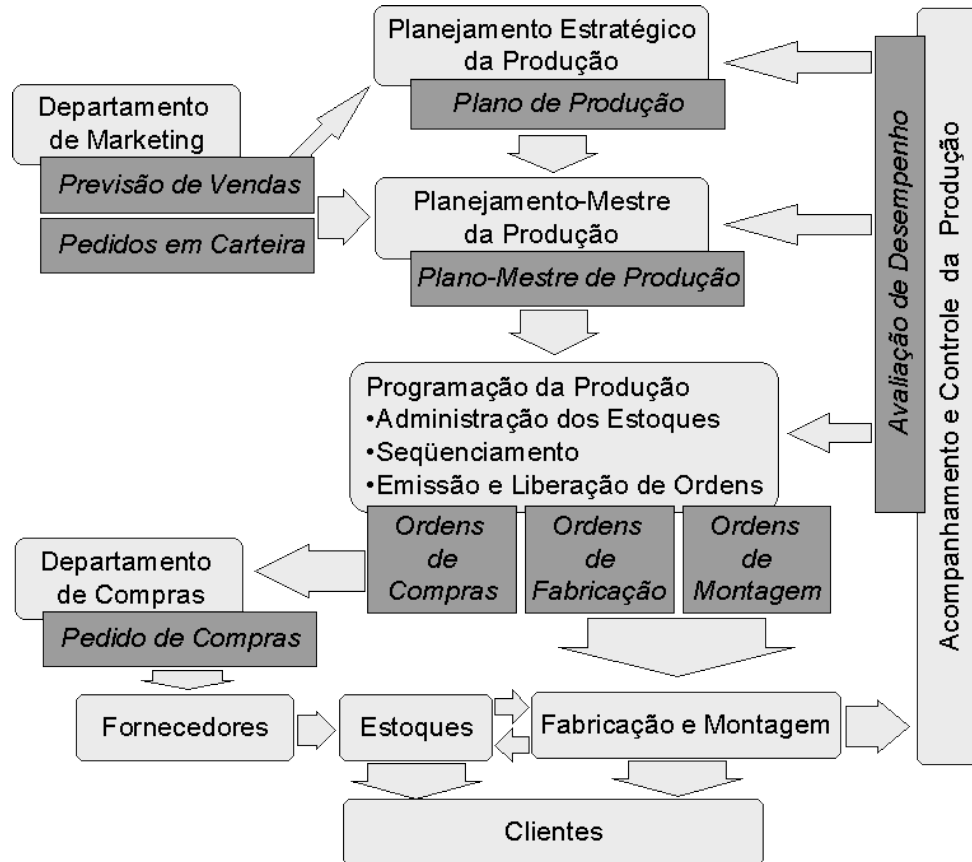 Planejamento Estratégico
da Produção
Plano de Produção
Departamento
de Marketing
Previsão de Vendas
Pedidos em Carteira
Planejamento-Mestre
da Produção
Plano-Mestre de Produção
Programação da Produção
•Administração dos Estoques
•Seqüenciamento
•Emissão e Liberação de Ordens
Ordens
de
Compras
Ordens
de
Fabricação
Ordens
de
Montagem
Departamento
de Compras
Pedido de Compras
Fornecedores
Estoques
Fabricação e Montagem
Clientes
Avaliação de Desempenho
Acompanhamento e Controle da Produção